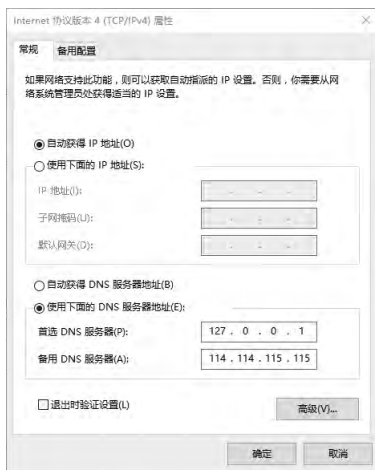 Internet 协议版本 4 (TCP/IPv4) 属性
常规 备用配置
如果网络支持此功能，则可以获取自动指派的 IP 设置。否则，你需要从网
络系统管理员处获得适当的 IP 设置。
自动获得 IP 地址(O)
使用下面的 IP 地址(S):
IP 地址(I):
子网掩码(U):
默认网关(D):
自动获得 DNS 服务器地址(B)
使用下面的 DNS 服务器地址(E):
首选 DNS 服务器(P): 127 . 0 . 0 . 1
备用 DNS 服务器(A): 114 . 114 . 115 . 115
退出时验证设置(L)
高级(V)...
确定 取消